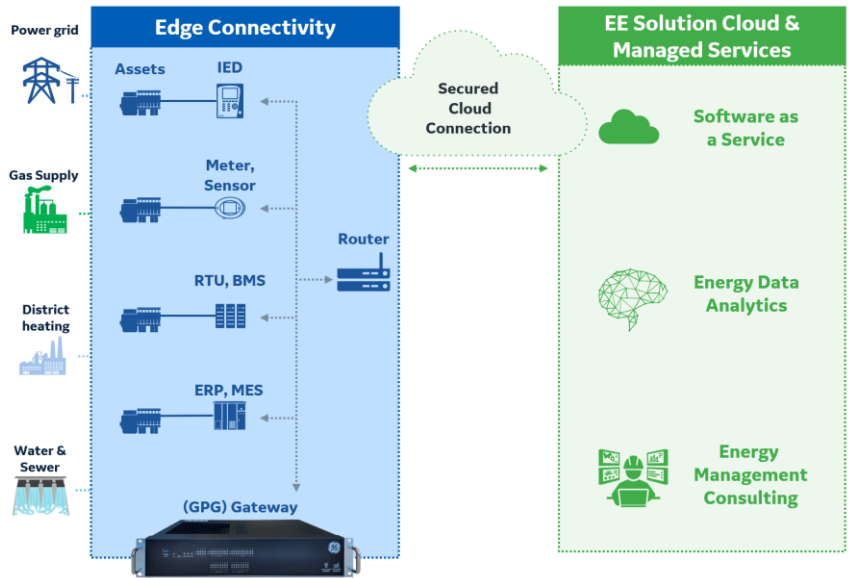 Power grid
Gas Supply
District
heating
Water &
Sewer
Edge Connectivity
Assets
IED
Meter,
Sensor
RTU, BMS
ERP, MES
Router
(GPG) Gateway
Secured
Cloud
Connection
EE Solution Cloud &
Managed Services
Software as
a Service
Energy Data
Analytics
Energy
Management
Consulting